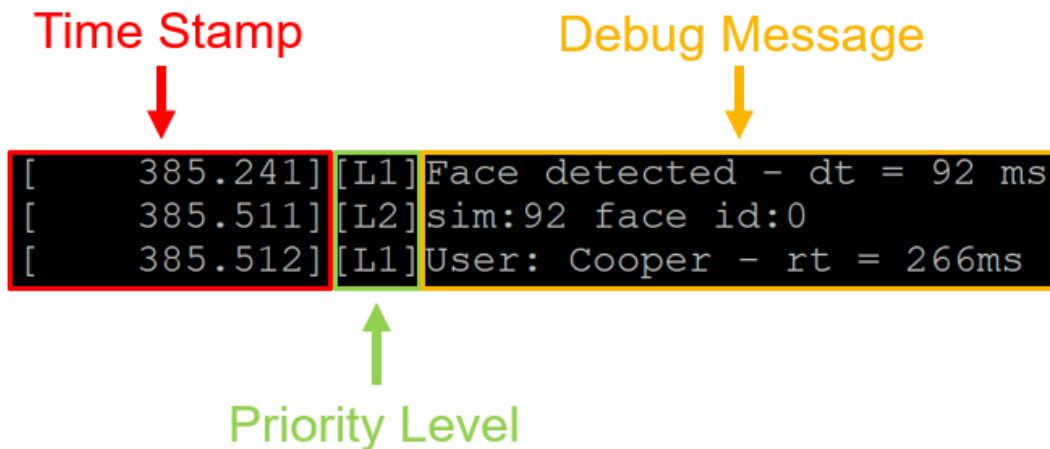 Time Stamp
Debug Message
[    385.241][L1]Face detected - dt = 92 ms
[    385.511][L2]sim:92 face id:0
[    385.512][L1]User: Cooper - rt = 266ms
Priority Level